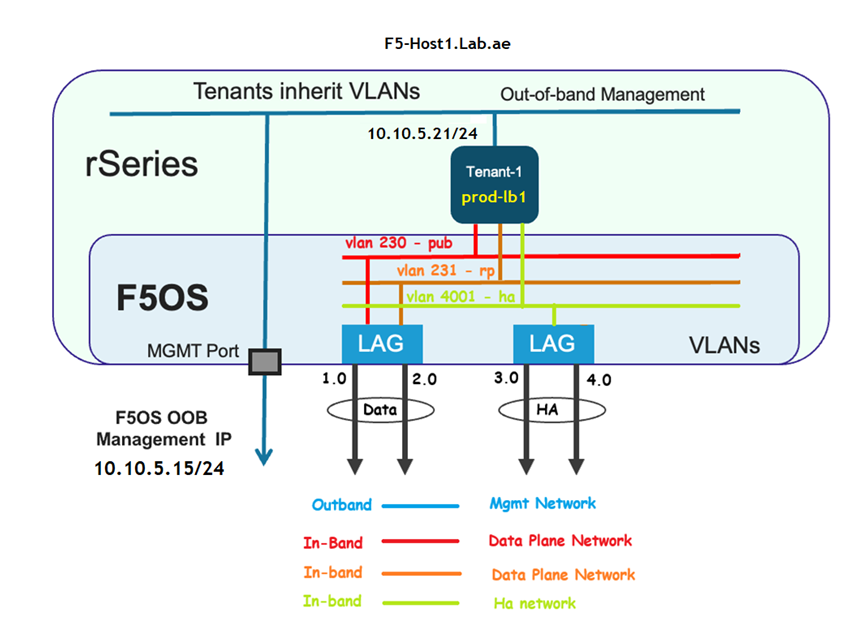 F5-Host1.Lab.ae
Tenants inherit VLANs
Out-of-band Management
10.10.5.21/24
rSeries
Tenant-1
prod-lb1
vlan 230 - pub
vlan 231 - rp
vlan 4001 - ha
F5OS
LAG
LAG
VLANs
MGMT Port
1.0
2.0
3.0
4.0
Data
HA
F5OS OOB
Management IP
10.10.5.15/24
Outband
Mgmt Network
In-Band
Data Plane Network
In-band
Data Plane Network
In-band
Ha network